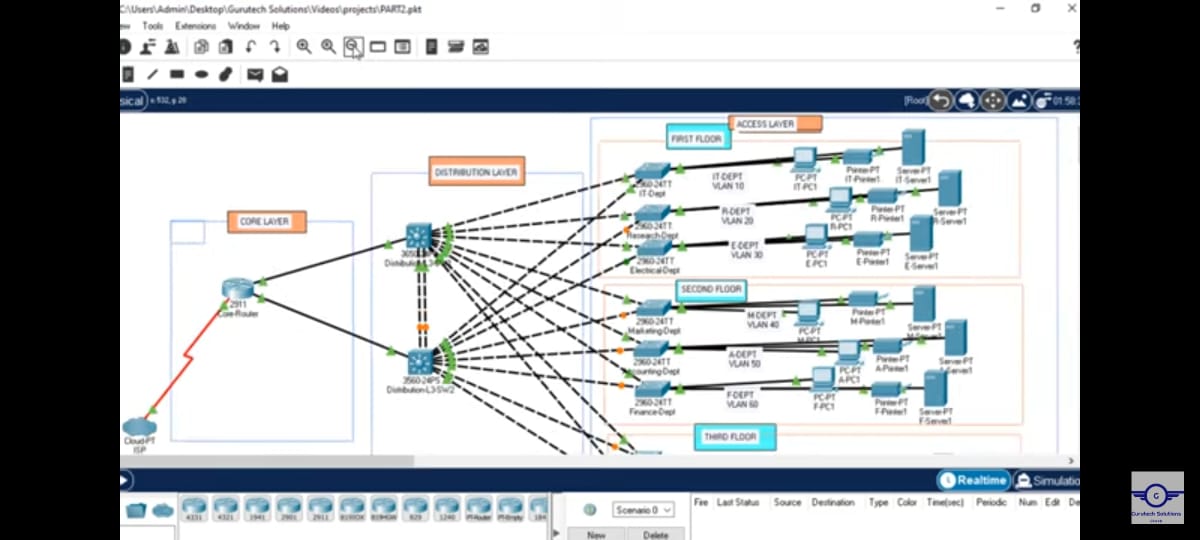 C:\Users\Admin\Desktop\Gurutech Solutions\Videos\projects\PART2.pkt
ew Tools Extensions Window Help
?
sical x: 532, y: 28
[Root] 01:58:
ACCESS LAYER
FIRST FLOOR
DISTRIBUTION LAYER
CORE LAYER
2960-24TT
IT-Dept
IT-DEPT
VLAN 10
PC-PT
IT-PC1
Printer-PT
IT-Printer1
Server-PT
IT-Server1
2960-24TT
Research-Dept
R-DEPT
VLAN 20
PC-PT
R-PC1
Printer-PT
R-Printer1
Server-PT
R-Server1
2960-24TT
Electrical-Dept
E-DEPT
VLAN 30
PC-PT
E-PC1
Printer-PT
E-Printer1
Server-PT
E-Server1
2911
Core-Router
3560-24PS
Distribution-L3-SW2
Cloud-PT
ISP
SECOND FLOOR
2960-24TT
Marketing-Dept
M-DEPT
VLAN 40
PC-PT
M-PC1
Printer-PT
M-Printer1
Server-PT
2960-24TT
ccounting-Dept
A-DEPT
VLAN 50
PC-PT
A-PC1
Printer-PT
A-Printer1
Server-PT
A-Server1
2960-24TT
Finance-Dept
F-DEPT
VLAN 60
PC-PT
F-PC1
Printer-PT
F-Printer1
Server-PT
F-Server1
THIRD FLOOR
Realtime Simulatio
4331 4321 1941 2901 2911 819IOX 819HGW 829 1240 PT-Router PT-Empty 184
Scenario 0
New Delete
Fire Last Status Source Destination Type Color Time(sec) Periodic Num Edit De
G
Gurutech Solutions